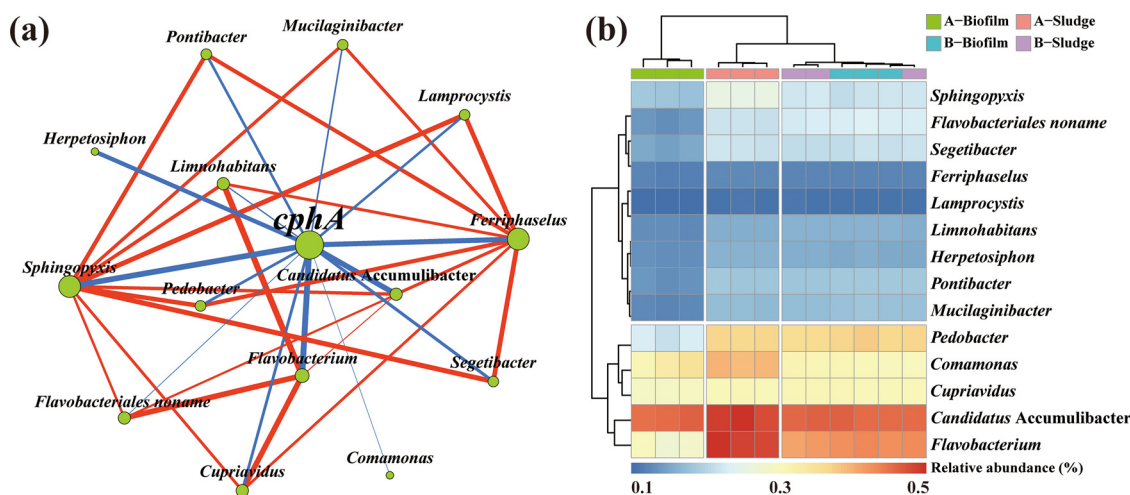 (a)
Mucilaginibacter
Pontibacter
Lamprocystis
Herpetosiphon
Limnohabitans
cphA
Ferriphaselus
Sphingopyxis
Candidatus Accumulibacter
Pedobacter
Flavobacterium
Segetibacter
Flavobacteriales noname
Cupriavidus
Comamonas
(b)
A-Biofilm
A-Sludge
B-Biofilm
B-Sludge
Sphingopyxis
Flavobacteriales noname
Segetibacter
Ferriphaselus
Lamprocystis
Limnohabitans
Herpetosiphon
Pontibacter
Mucilaginibacter
Pedobacter
Comamonas
Cupriavidus
Candidatus Accumulibacter
Flavobacterium
Relative abundance (%)
0.1 0.3 0.5